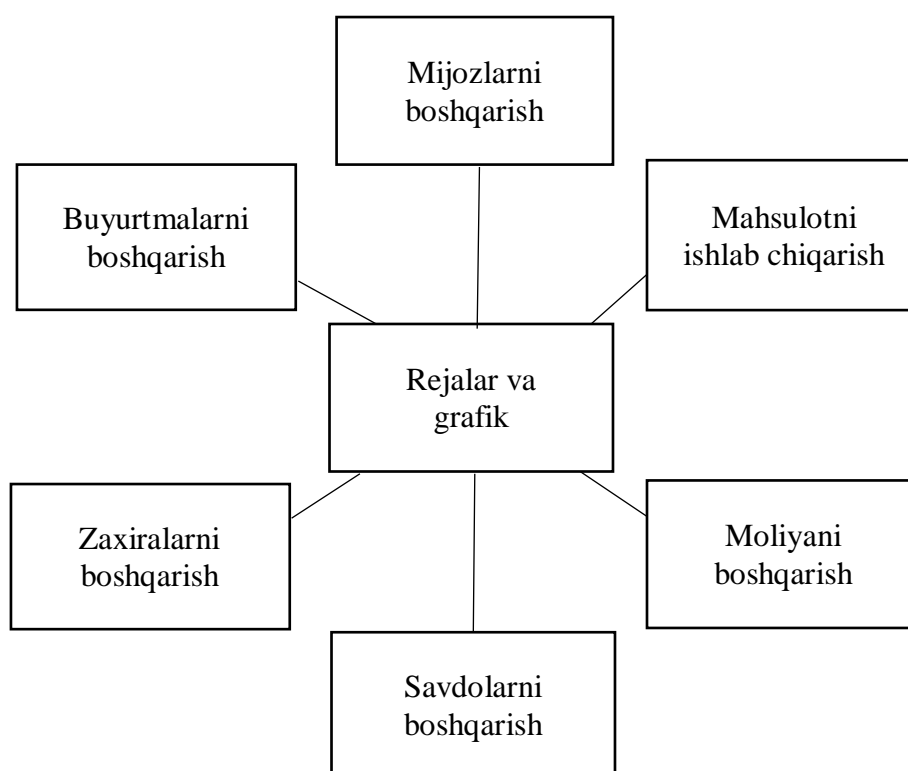 Mijozlarni
boshqarish
Buyurtmalarni
boshqarish
Mahsulotni
ishlab chiqarish
Rejalar va
grafik
Zaxiralarni
boshqarish
Moliyani
boshqarish
Savdolarni
boshqarish